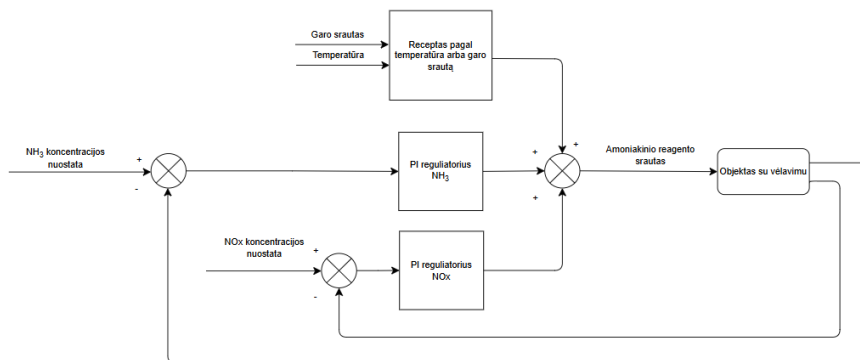 Garo srautas
Temperatūra
Receptas pagal
temperatūra arba garo
srautą
NH₃ koncentracijos
nuostata
+
-
PI reguliatorius
NH₃
+
+
+
Amoniakinio reagento
srautas
Objektas su vėlavimu
NOx koncentracijos
nuostata
+
-
PI reguliatorius
NOx